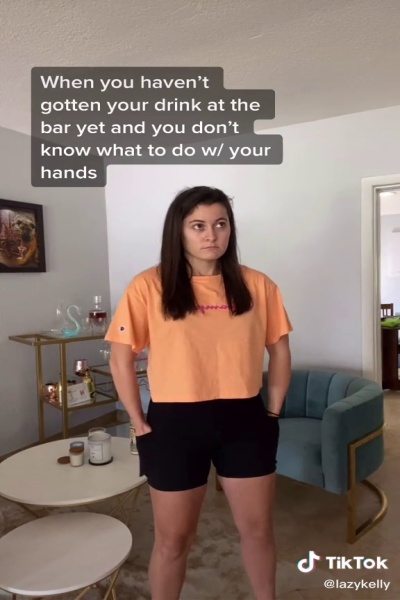 When you haven't
gotten your drink at the
bar yet and you don't
know what to do w/ your
hands
TikTok
@lazykelly